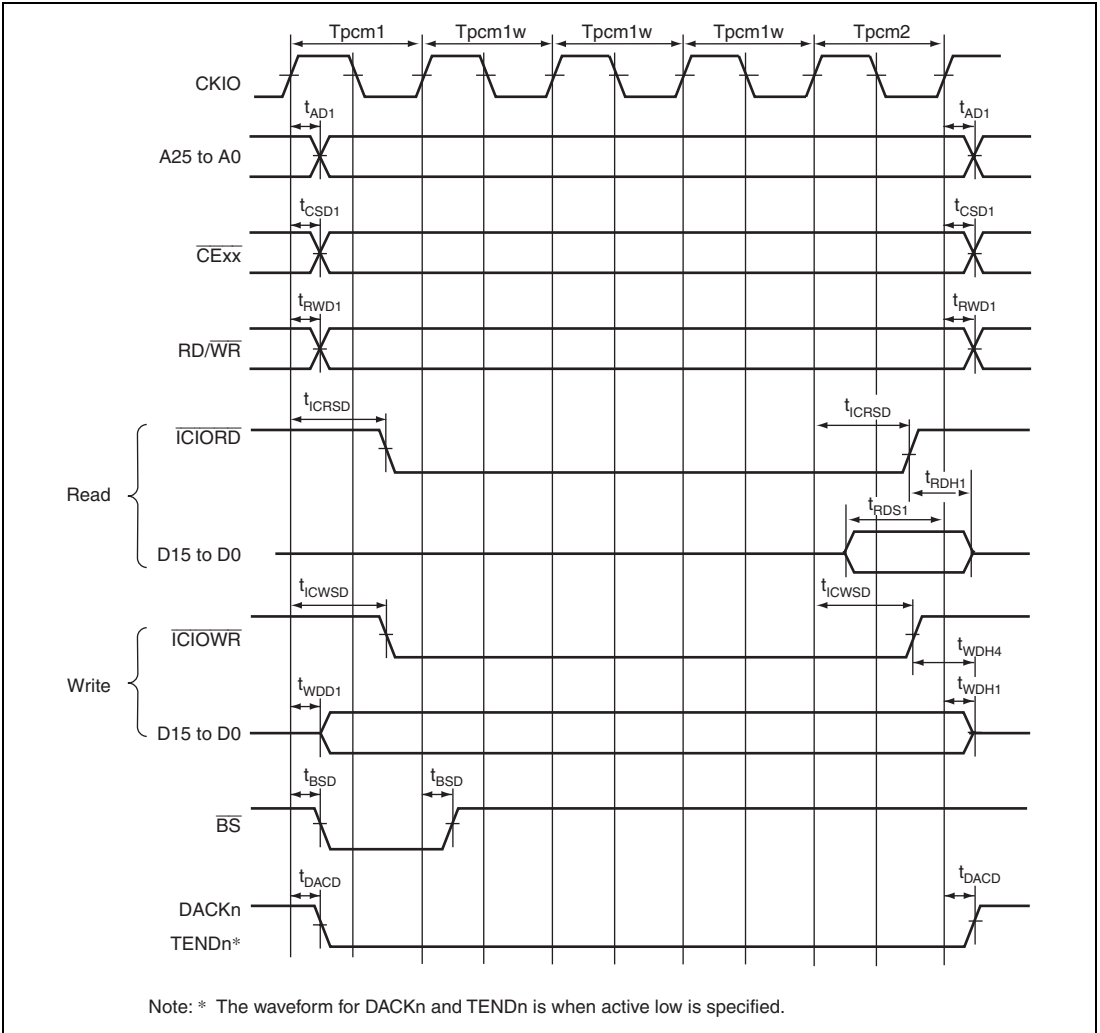 Tpcm1 Tpcm1w Tpcm1w Tpcm1w Tpcm2
CKIO
tAD1 tAD1
A25 to A0
tCSD1 tCSD1
CExx
tRWD1 tRWD1
RD/WR
tICRSD tICRSD
ICIORD
tRDH1
Read
tRDS1
D15 to D0
tICWSD tICWSD
ICIOWR
tWDH4
Write
tWDD1 tWDH1
D15 to D0
tBSD tBSD
BS
tDACD tDACD
DACKn
TENDn*
Note: * The waveform for DACKn and TENDn is when active low is specified.